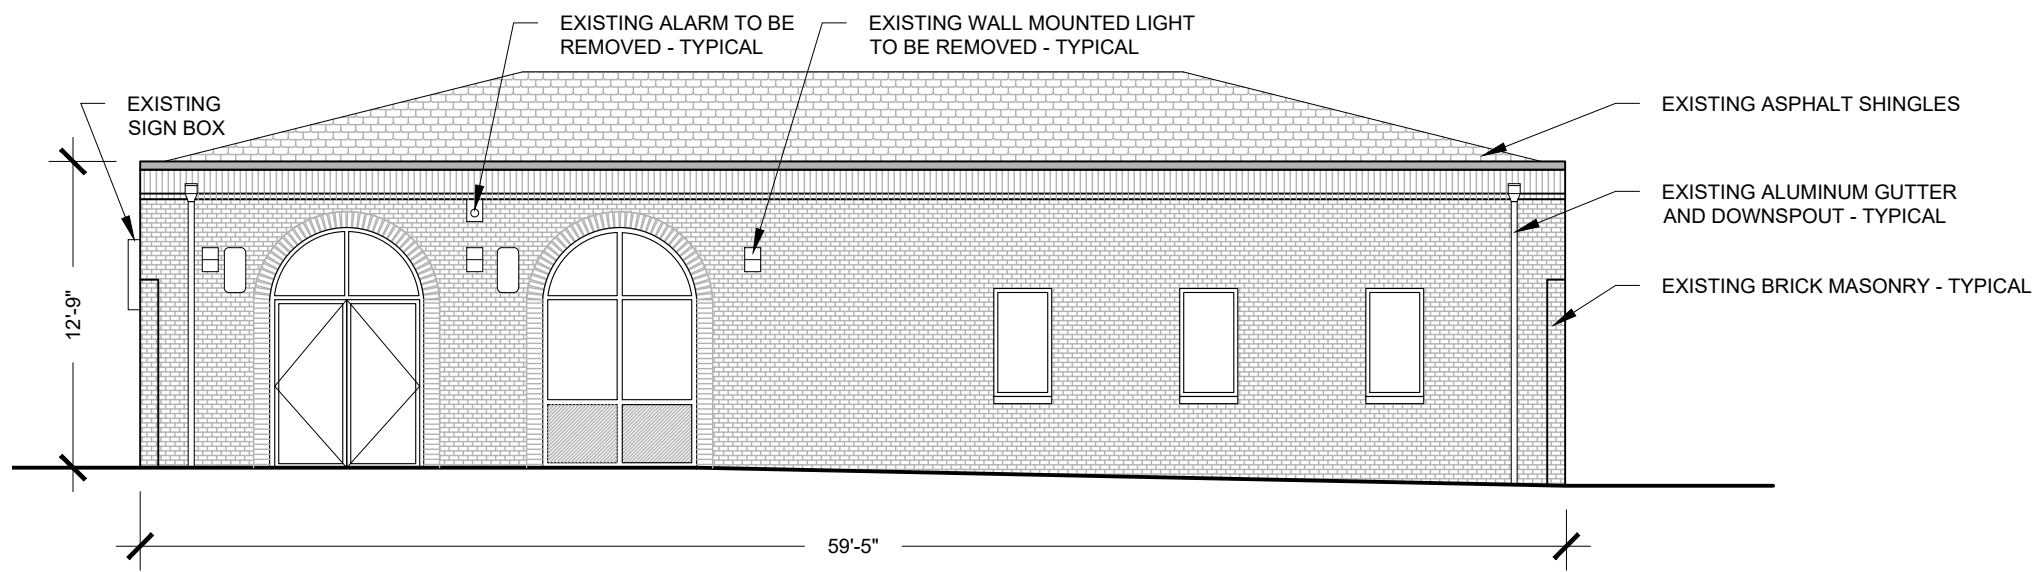 EXISTING ALARM TO BE
REMOVED - TYPICAL
EXISTING WALL MOUNTED LIGHT
TO BE REMOVED - TYPICAL
EXISTING
SIGN BOX
EXISTING ASPHALT SHINGLES
EXISTING ALUMINUM GUTTER
AND DOWNSPOUT - TYPICAL
EXISTING BRICK MASONRY - TYPICAL
12'-9"
59'-5"